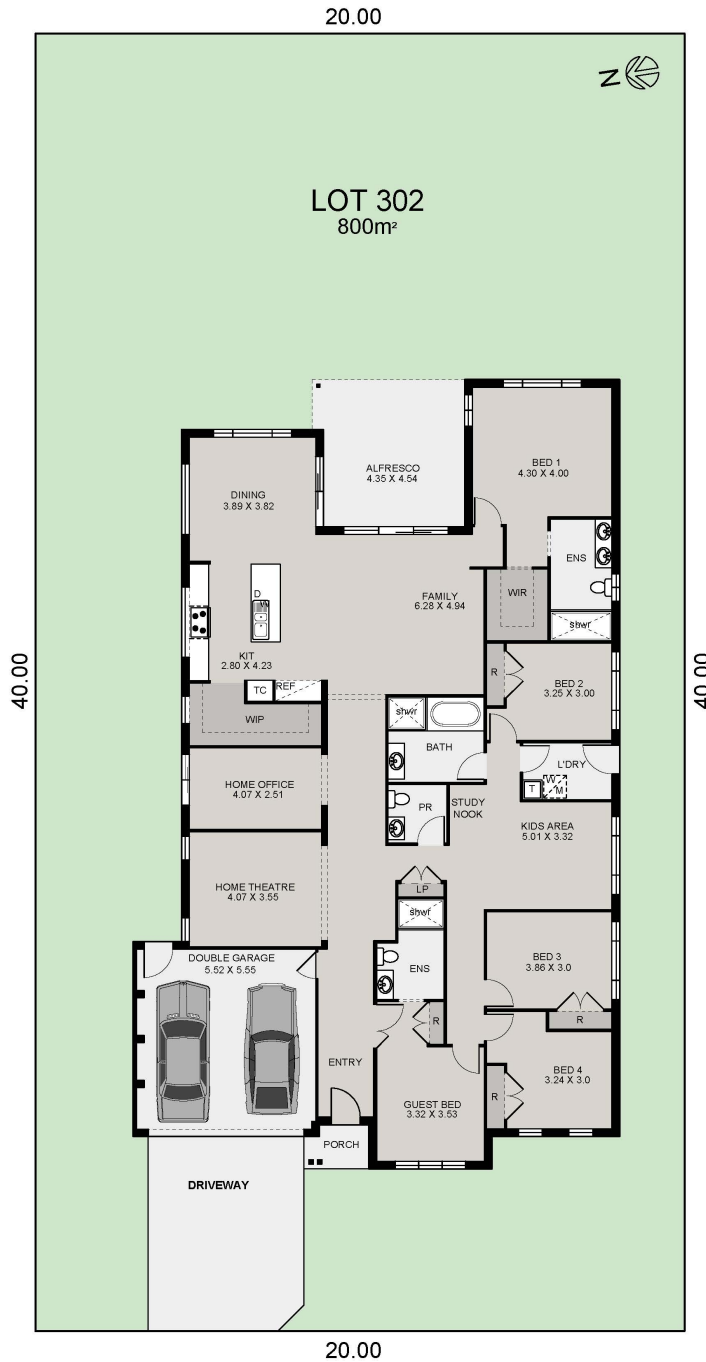 20.00
N
LOT 302
800m²
40.00
40.00
ALFRESCO
4.35 X 4.54
BED 1
4.30 X 4.00
DINING
3.89 X 3.82
ENS
WIR
FAMILY
6.28 X 4.94
D
W
shwr
KIT
2.80 X 4.23
TC
REF
WIP
R
BED 2
3.25 X 3.00
shwr
BATH
L'DRY
W
M
T
HOME OFFICE
4.07 X 2.51
PR
STUDY
NOOK
KIDS AREA
5.01 X 3.32
HOME THEATRE
4.07 X 3.55
LP
shwr
ENS
DOUBLE GARAGE
5.52 X 5.55
BED 3
3.86 X 3.0
R
R
ENTRY
BED 4
3.24 X 3.0
R
GUEST BED
3.32 X 3.53
PORCH
DRIVEWAY
20.00